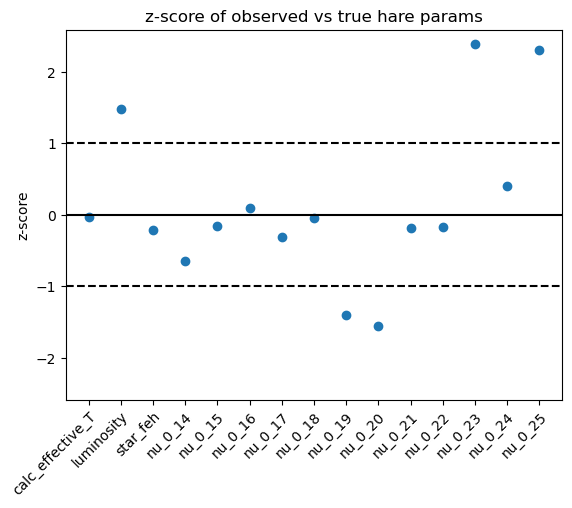 z-score of observed vs true hare params
z-score
2
1
0
−1
−2
calc_effective_T
luminosity
star_feh
nu_0_14
nu_0_15
nu_0_16
nu_0_17
nu_0_18
nu_0_19
nu_0_20
nu_0_21
nu_0_22
nu_0_23
nu_0_24
nu_0_25